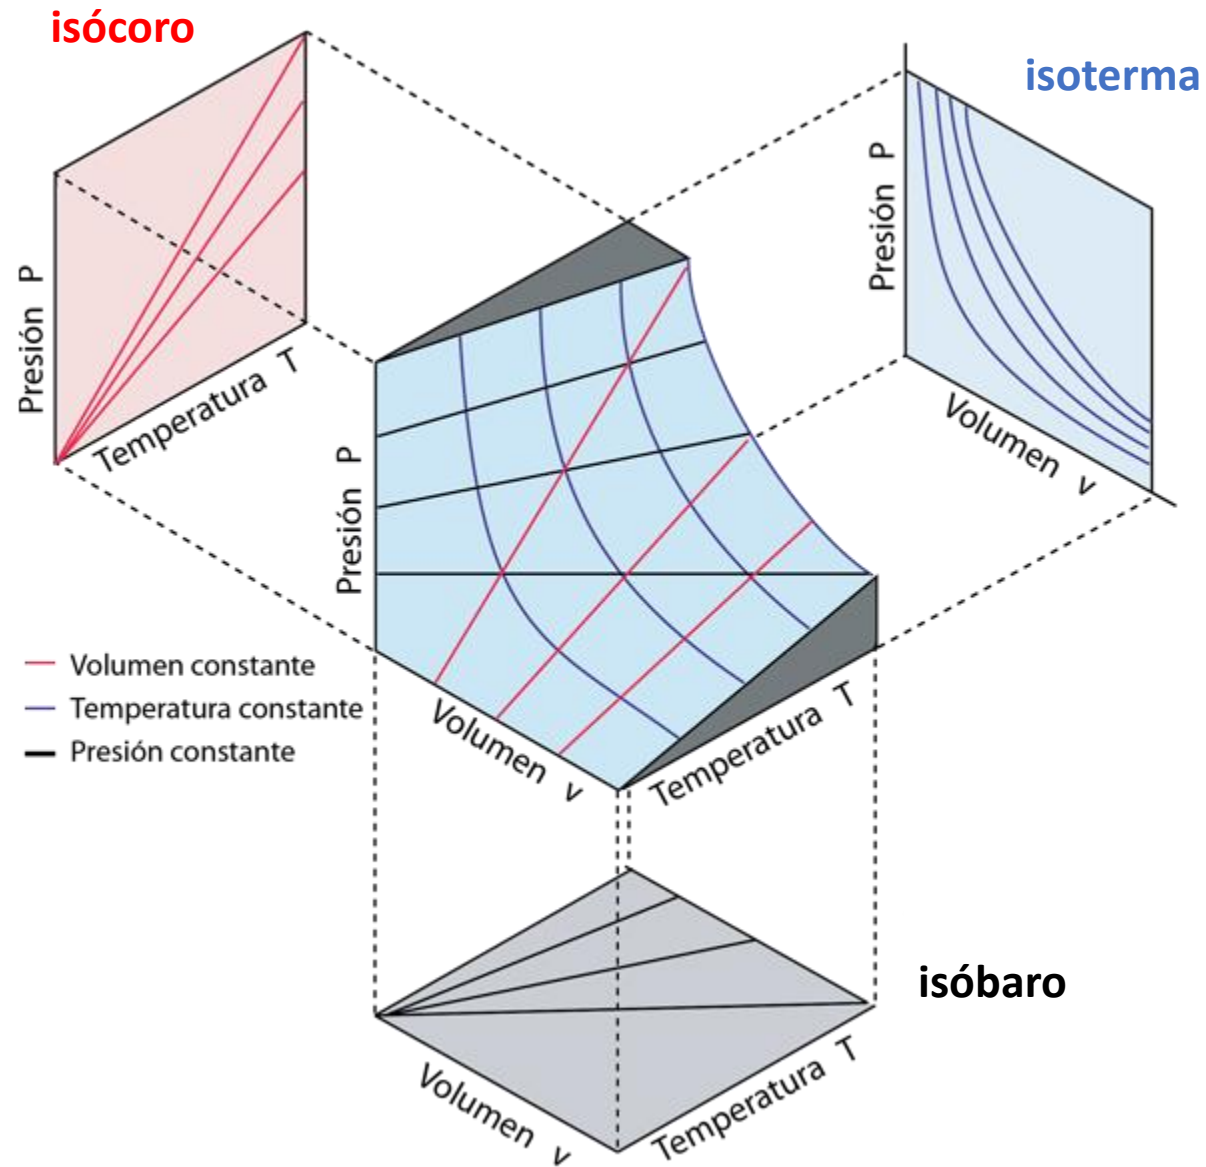 isócoro
isoterma
Presión P
Temperatura T
Presión P
Volumen v
Presión P
Volumen v
Temperatura T
Volumen constante
Temperatura constante
Presión constante
isóbaro
Volumen v
Temperatura T